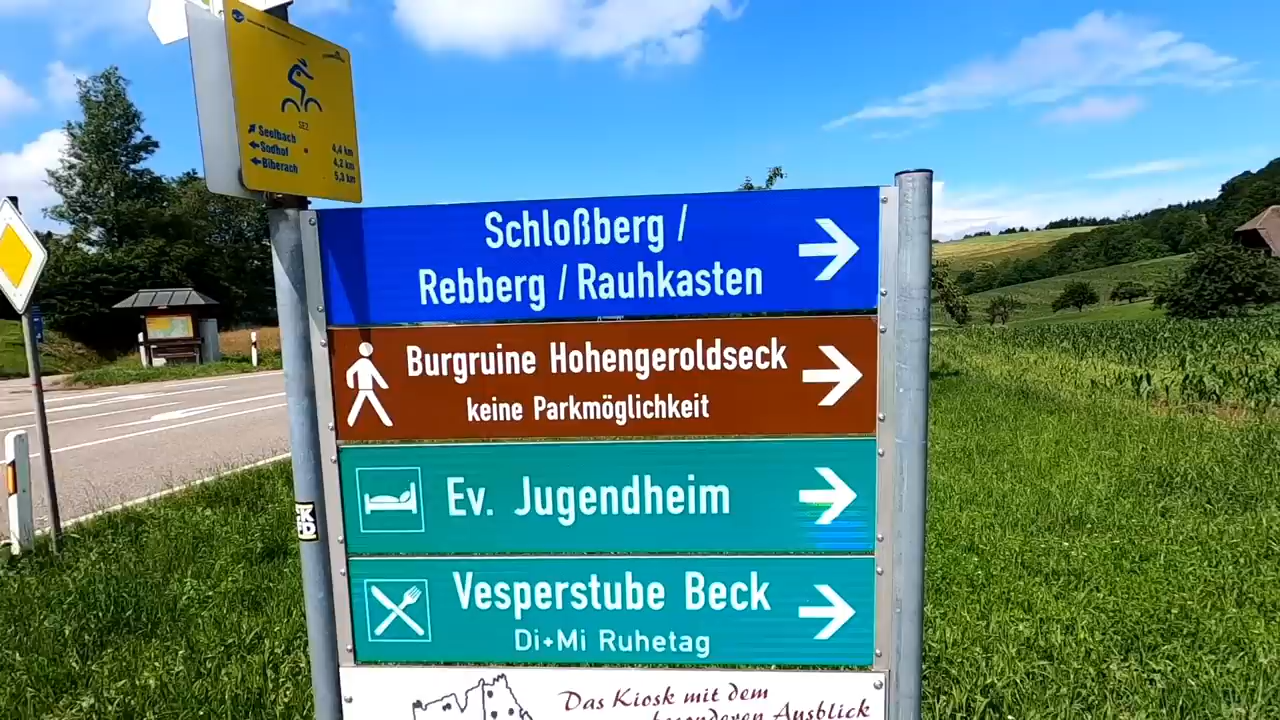 Seelbach 4,4 km
Sodhof 4,2 km
Biberach 5,3 km
Schloßberg /
Rebberg / Rauhkasten
Burgruine Hohengeroldseck
keine Parkmöglichkeit
Ev. Jugendheim
Vesperstube Beck
Di+Mi Ruhetag
Das Kiosk mit dem
besonderen Ausblick